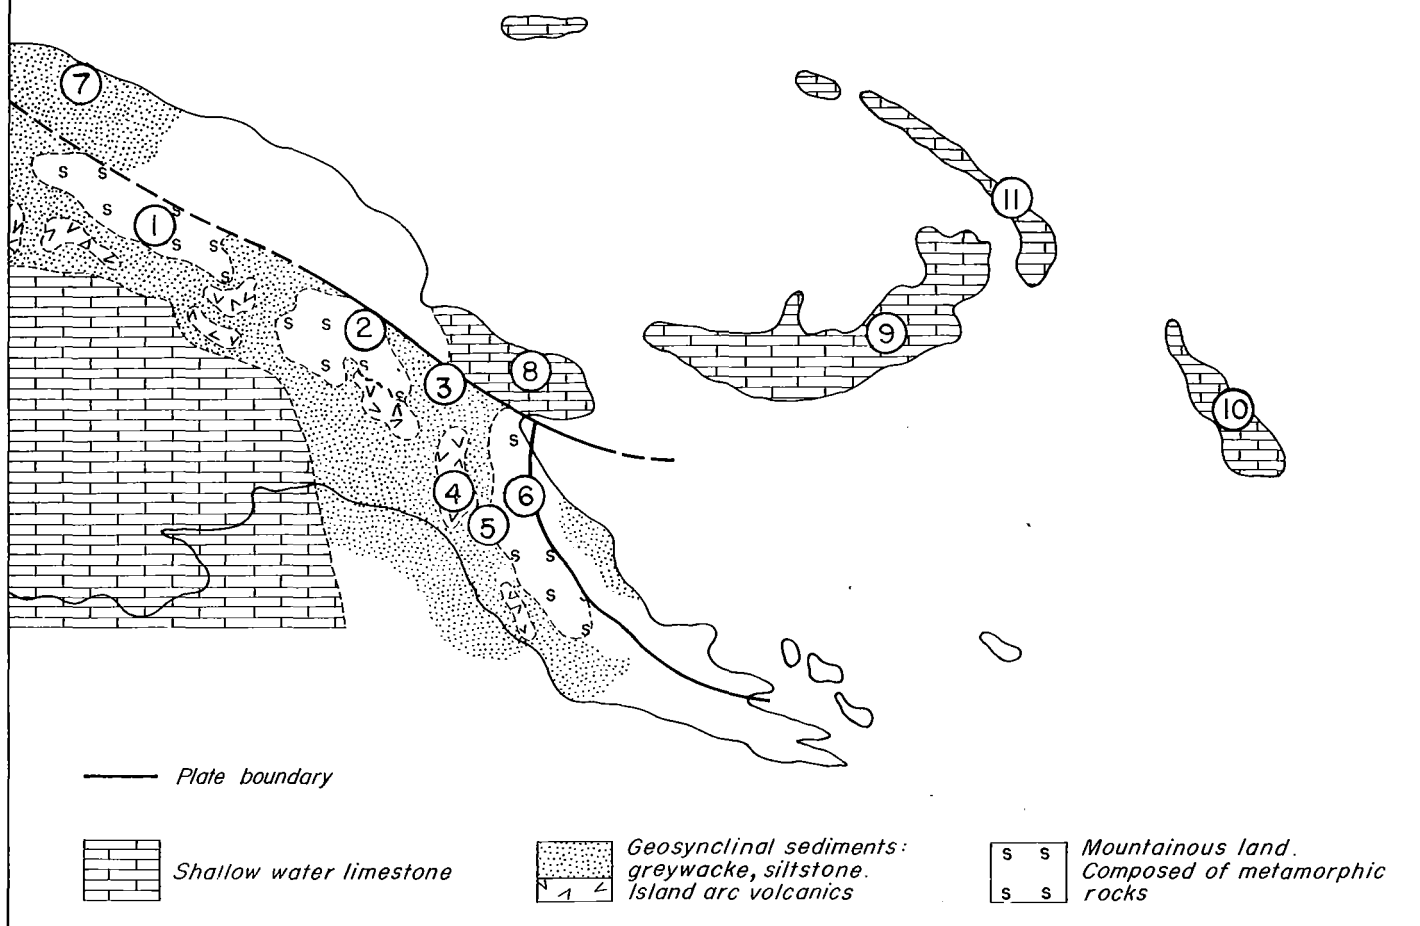 7
11
1
2
9
8
3
10
4
6
5
Plate boundary
Shallow water limestone
Geosynclinal sediments:
greywacke, siltstone.
Island arc volcanics
Mountainous land.
Composed of metamorphic
rocks
S S
S S